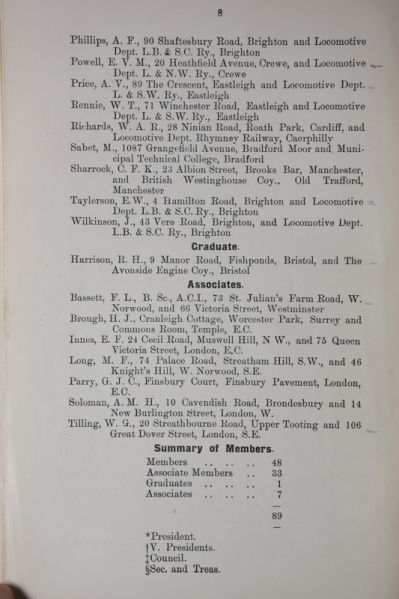 8
Phillips, A. F., 90 Shaftesbury Road, Brighton and Locomotive
Dept. L.B. & S.C. Ry., Brighton
Powell, E. V. M., 20 Heathfield Avenue, Crewe, and Locomotive
Dept. L. & N.W. Ry., Crewe
Price, A. V., 89 The Crescent, Eastleigh and Locomotive Dept.
L. & S.W. Ry., Eastleigh
Rennie, W. T., 71 Winchester Road, Eastleigh and Locomotive
Dept. L. & S.W. Ry., Eastleigh
Richards, W. A. R., 28 Ninian Road, Roath Park, Cardiff, and
Locomotive Dept. Rhymney Railway, Caerphilly
Sabet, M., 1087 Grangefield Avenue, Bradford Moor and Muni-
cipal Technical College, Bradford
Sharrock, C. F. K., 23 Albion Street, Brooks Bar, Manchester,
and British Westinghouse Coy., Old Trafford,
Manchester
Taylerson, E.W., 4 Hamilton Road, Brighton and Locomotive
Dept. L.B. & S.C. Ry., Brighton
Wilkinson, J., 43 Vere Road, Brighton, and Locomotive Dept.
L.B. & S.C. Ry., Brighton
Graduate.
Harrison, R. H., 9 Manor Road, Fishponds, Bristol, and The
Avonside Engine Coy., Bristol
Associates.
Bassett, F. L., B. Sc., A.C.I., 73 St. Julian's Farm Road, W.
Norwood, and 66 Victoria Street, Westminster
Brough, H. J., Cranleigh Cottage, Worcester Park, Surrey and
Commons Room, Temple, E.C.
Innes, E. F. 24 Cecil Road, Muswell Hill, N W., and 75 Queen
Victoria Street, London, E.C.
Long, M. F., 74 Palace Road, Streatham Hill, S.W., and 46
Knight's Hill, W. Norwood, S.E.
Parry, G. J. C., Finsbury Court, Finsbury Pavement, London,
E.C.
Soloman, A. M. H., 10 Cavendish Road, Brondesbury and 14
New Burlington Street, London, W.
Tilling, W. G., 20 Streathbourne Road, Upper Tooting and 106
Great Dover Street, London, S.E.
Summary of Members.
Members .. .. .. 48
Associate Members .. 33
Graduates .. .. .. 1
Associates .. .. .. 7
89
*President.
†V. Presidents.
‡Council.
§Sec. and Treas.